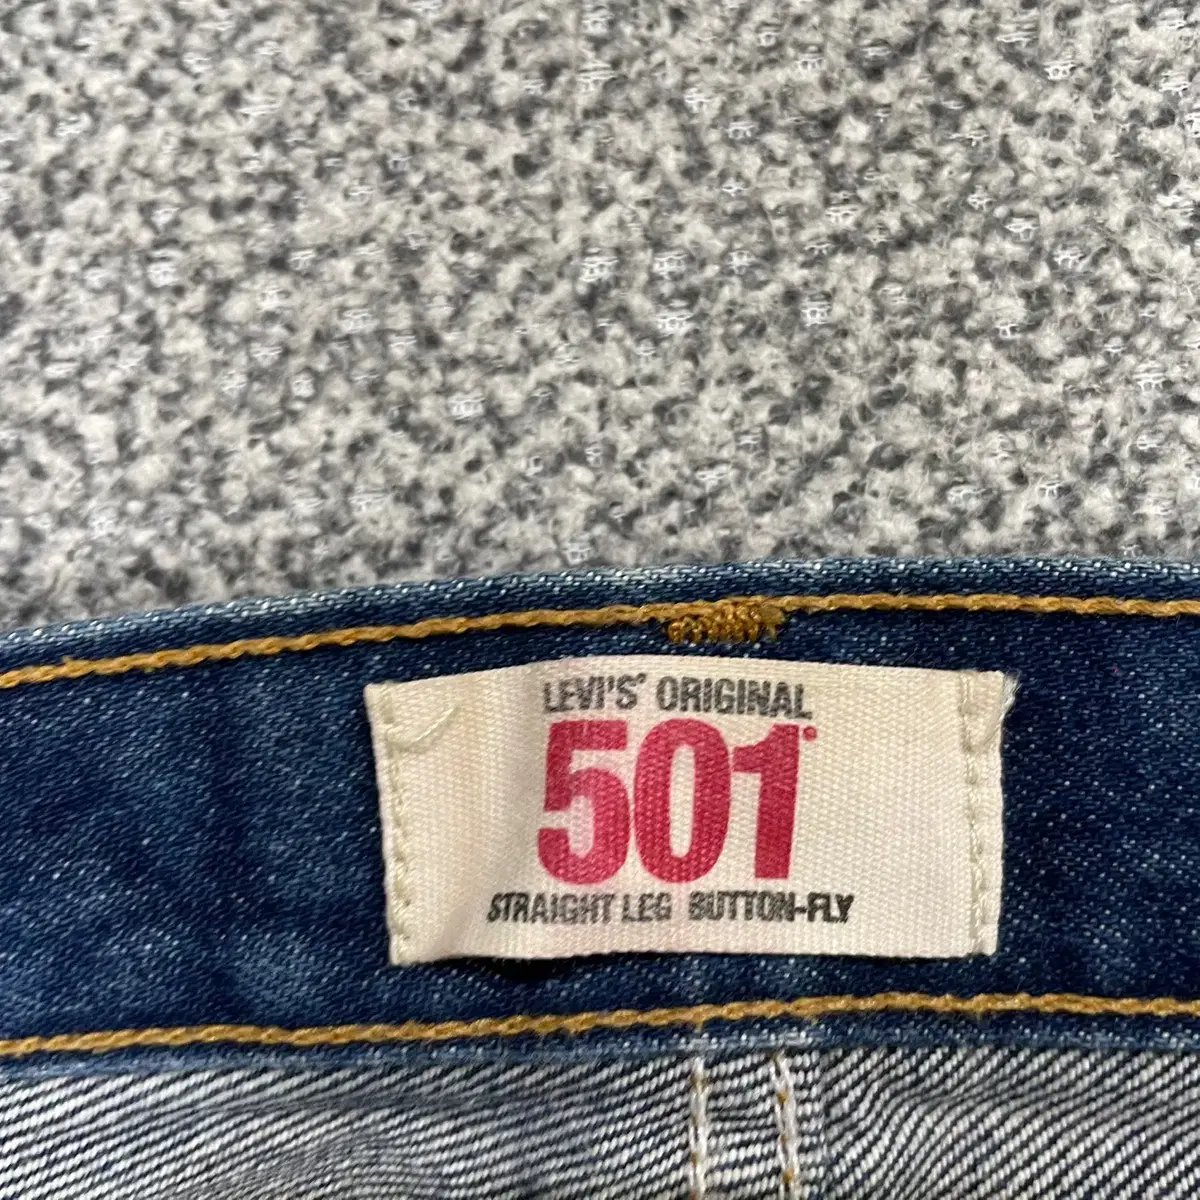 LEVI'S® ORIGINAL
501®
STRAIGHT LEG BUTTON-FLY